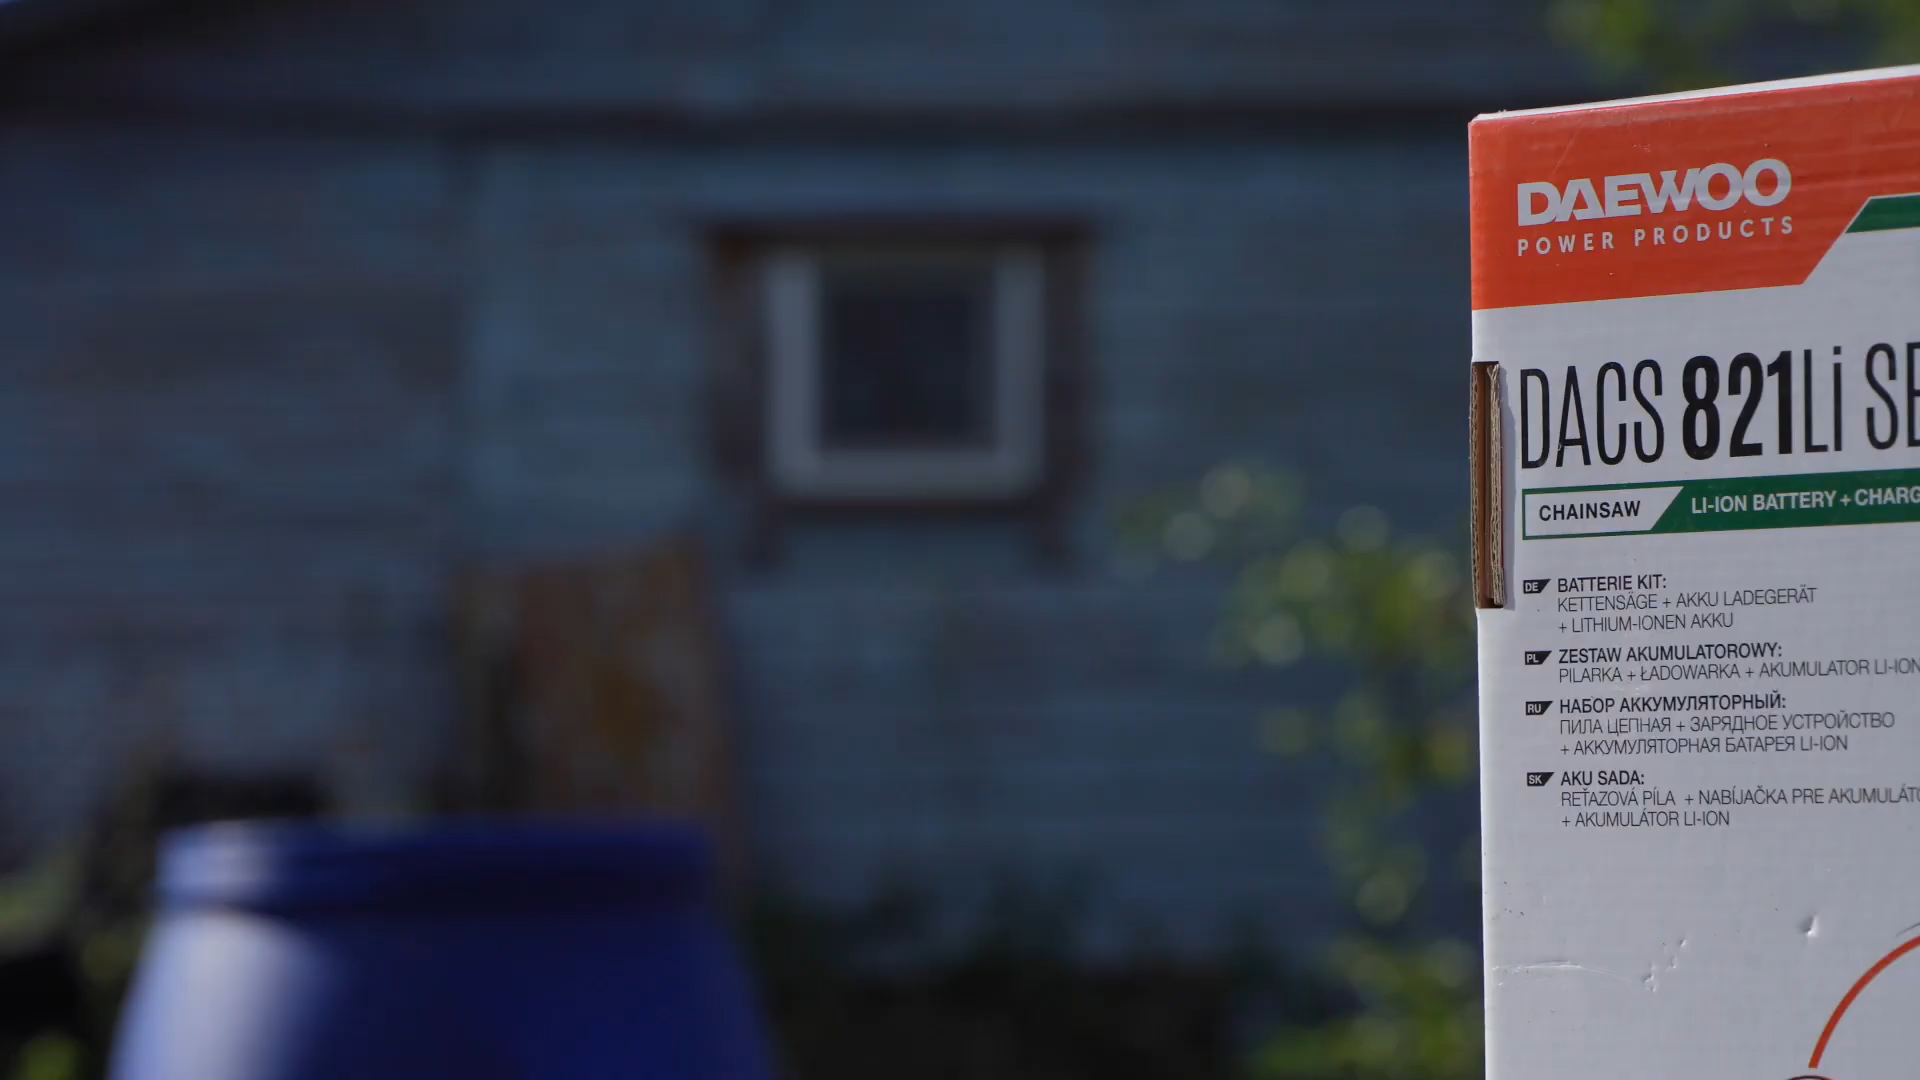 DAEWOO
POWER PRODUCTS
DACS 821Li SE
CHAINSAW
LI-ION BATTERY + CHARG
DE BATTERIE KIT:
KETTENSÄGE + AKKU LADEGERÄT
+ LITHIUM-IONEN AKKU
PL ZESTAW AKUMULATOROWY:
PILARKA + ŁADOWARKA + AKUMULATOR LI-ION
RU НАБОР АККУМУЛЯТОРНЫЙ:
ПИЛА ЦЕПНАЯ + ЗАРЯДНОЕ УСТРОЙСТВО
+ АККУМУЛЯТОРНАЯ БАТАРЕЯ LI-ION
SK AKU SADA:
REŤAZOVÁ PÍLA + NABÍJAČKA PRE AKUMULÁTO
+ AKUMULÁTOR LI-ION